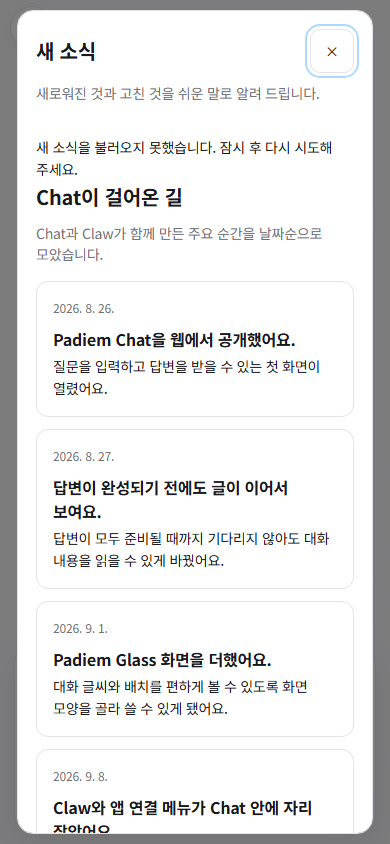 새 소식
새로워진 것과 고친 것을 쉬운 말로 알려 드립니다.
새 소식을 불러오지 못했습니다. 잠시 후 다시 시도해
주세요.
Chat이 걸어온 길
Chat과 Claw가 함께 만든 주요 순간을 날짜순으로
모았습니다.
2026. 8. 26.
Padiem Chat을 웹에서 공개했어요.
질문을 입력하고 답변을 받을 수 있는 첫 화면이
열렸어요.
2026. 8. 27.
답변이 완성되기 전에도 글이 이어서
보여요.
답변이 모두 준비될 때까지 기다리지 않아도 대화
내용을 읽을 수 있게 바꿨어요.
2026. 9. 1.
Padiem Glass 화면을 더했어요.
대화 글씨와 배치를 편하게 볼 수 있도록 화면
모양을 골라 쓸 수 있게 됐어요.
2026. 9. 8.
Claw와 앱 연결 메뉴가 Chat 안에 자리
잡았어요.